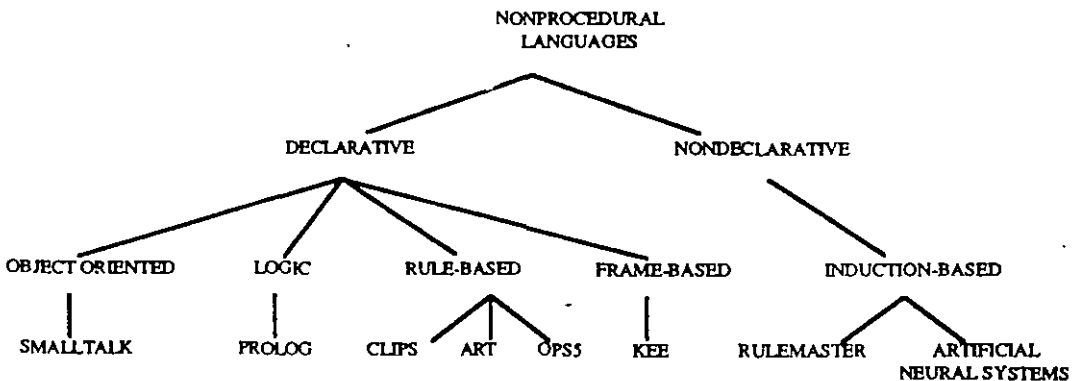 NONPROCEDURAL
LANGUAGES
DECLARATIVE
NONDECLARATIVE
OBJECT ORIENTED
LOGIC
RULE-BASED
FRAME-BASED
INDUCTION-BASED
SMALLTALK
PROLOG
CLIPS
ART
OPS5
KEE
RULEMASTER
ARTIFICIAL
NEURAL SYSTEMS